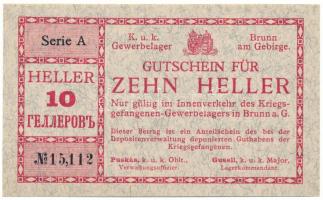 Serie A
HELLER
10
ГЕЛЛЕРОВЪ
№15,112
K. u. k. Brunn
Gewerbelager am Gebirge.
GUTSCHEIN FÜR
ZEHN HELLER
Nur gültig im Innenverkehr des Kriegs-
gefangenen-Gewerbelagers in Brunn a. G.
Dieser Betrag ist ein Anteilschein des bei der
Depositenverwaltung deponierten Guthabens der
Kriegsgefangenen.
Puskás, k. u. k. Oblt., Gusell, k. u. k. Major,
Verwaltungsoffizier. Lagerkommandant.